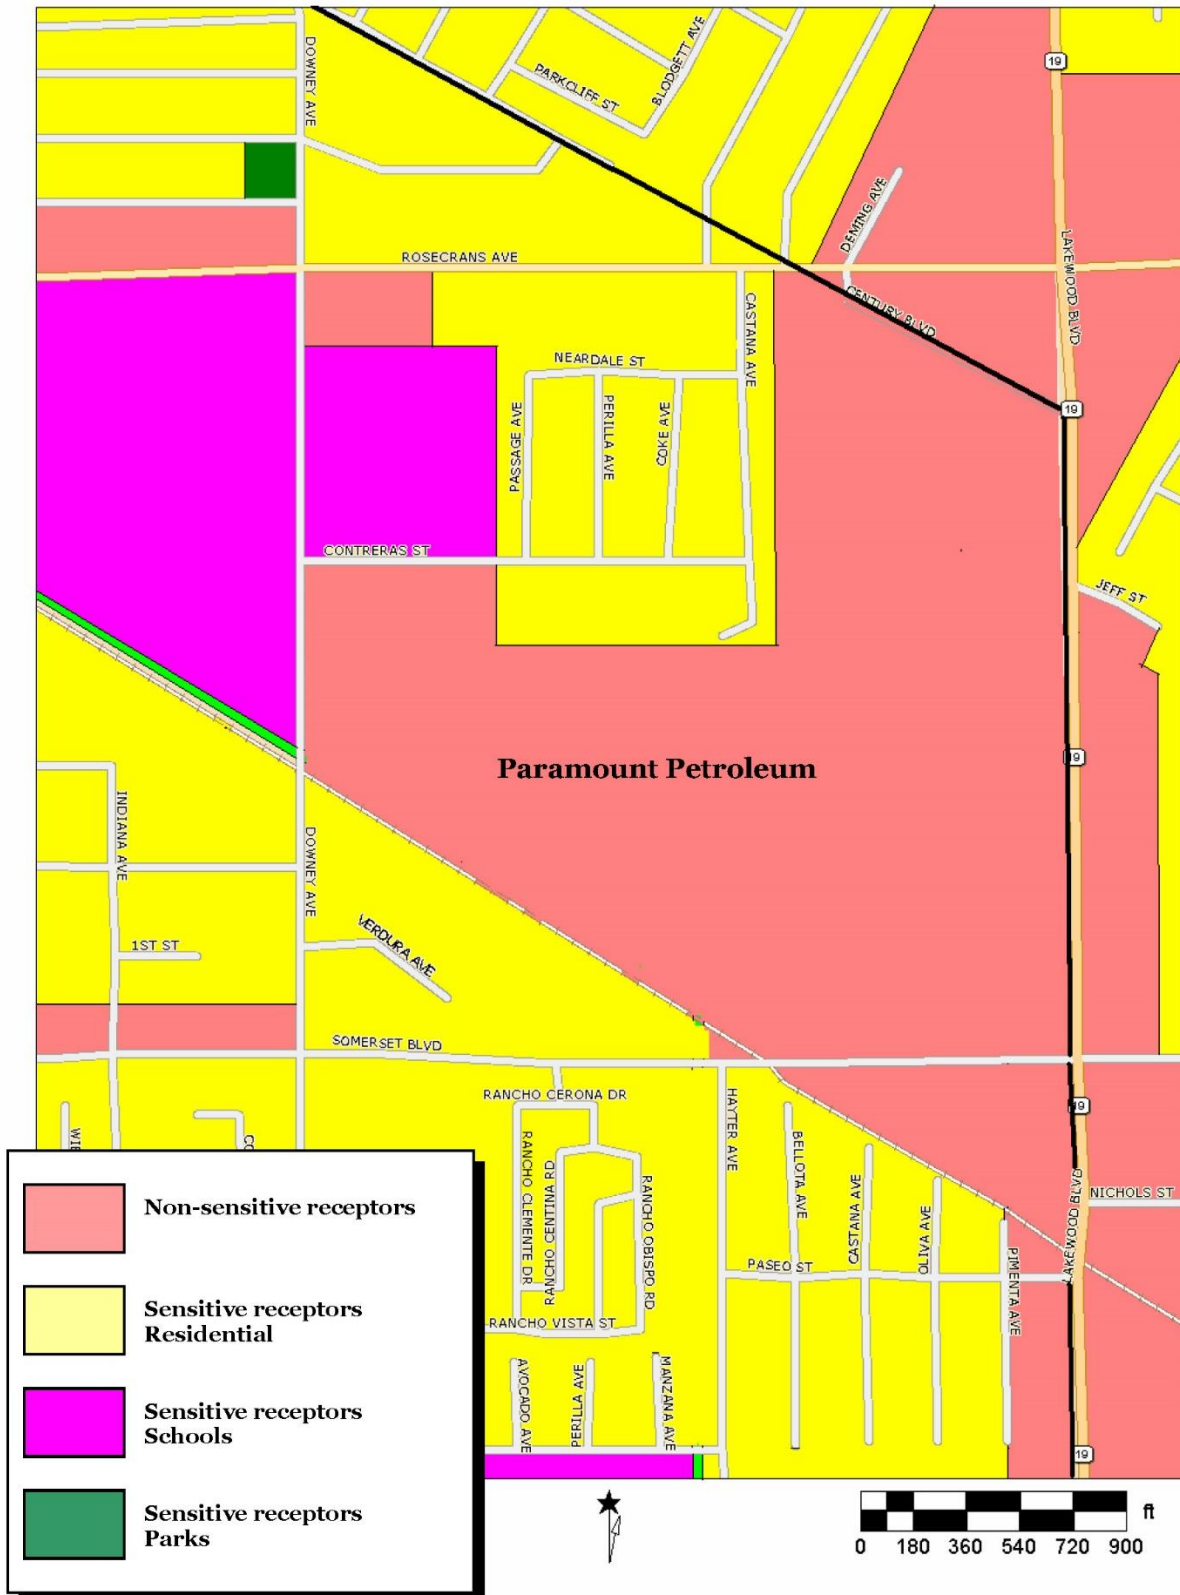 DOWNEY AVE
PARKCLIFF ST
BLODGETT AVE
19
DEMING AVE
LAKEWOOD BLVD
ROSECRANS AVE
CENTURY BLVD
CASTANA AVE
NEARDALE ST
19
PASSAGE AVE
PERILLA AVE
COKE AVE
CONTRERAS ST
JEFF ST
Paramount Petroleum
19
INDIANA AVE
DOWNEY AVE
VERDURA AVE
1ST ST
SOMERSET BLVD
RANCHO CERONA DR
HAYTER AVE
BELLOTA AVE
19
WIE
CO
RANCHO CLEMENTE DR
RANCHO CENTINA RD
RANCHO OBISPO RD
CASTANA AVE
OLIVA AVE
PIMENTA AVE
LAKEWOOD BLVD
NICHOLS ST
PASEO ST
RANCHO VISTA ST
AVOCADO AVE
PERILLA AVE
MANZANA AVE
19
Non-sensitive receptors
Sensitive receptors
Residential
Sensitive receptors
Schools
Sensitive receptors
Parks
ft
0 180 360 540 720 900